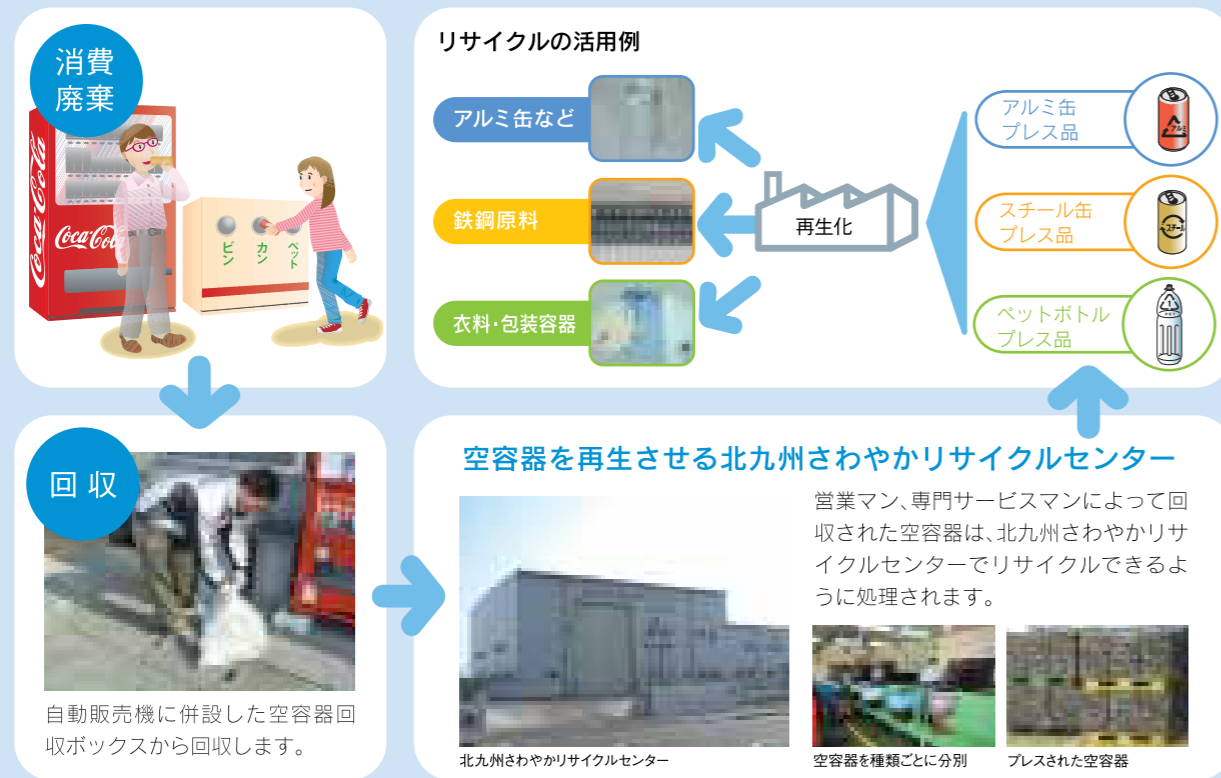 消費
廃棄
Coca-Cola
Coca-Cola
ビン
カン
ペット
リサイクルの活用例
アルミ缶など
鉄鋼原料
衣料・包装容器
再生化
アルミ缶
プレス品
アルミ
スチール缶
プレス品
スチール
ペットボトル
プレス品
回収
自動販売機に併設した空容器回
収ボックスから回収します。
空容器を再生させる北九州さわやかリサイクルセンター
営業マン、専門サービスマンによって回
収された空容器は、北九州さわやかリサ
イクルセンターでリサイクルできるよ
うに処理されます。
北九州さわやかリサイクルセンター
空容器を種類ごとに分別
プレスされた空容器